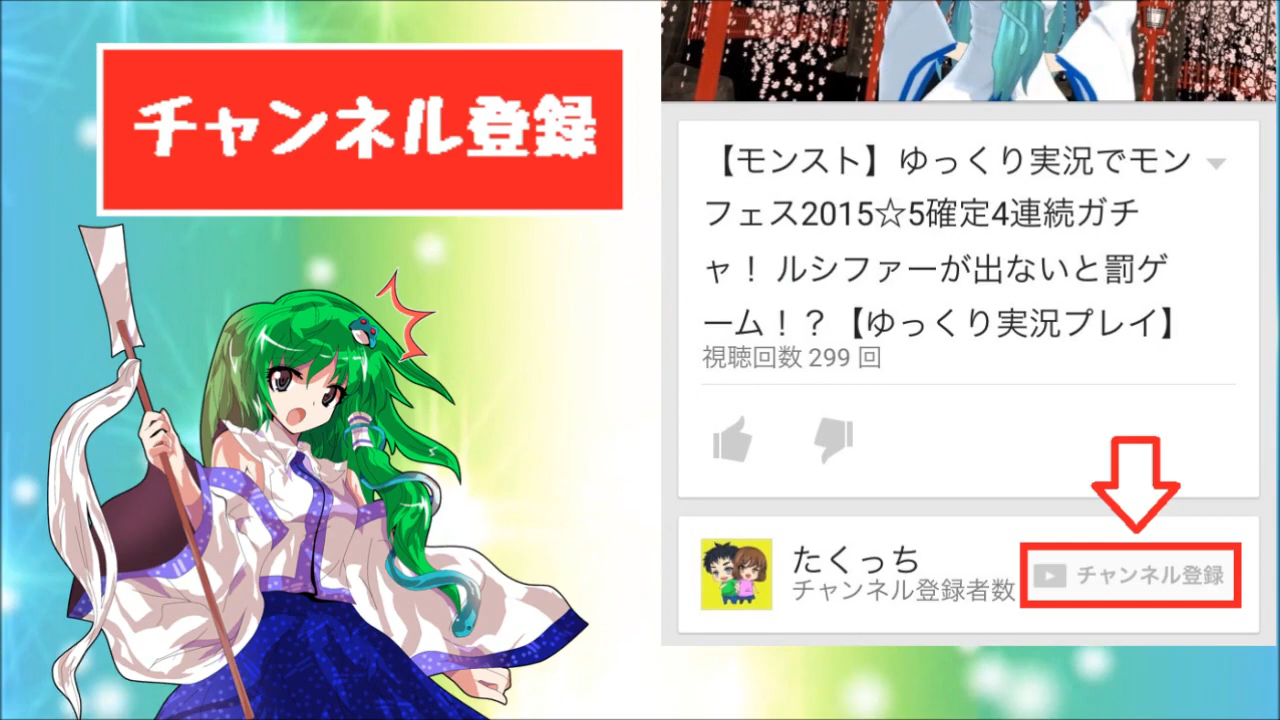 チャンネル登録
【モンスト】ゆっくり実況でモン
フェス2015☆5確定4連続ガチ
ャ！ルシファーが出ないと罰ゲ
ーム！？【ゆっくり実況プレイ】
視聴回数 299 回
たくっち
チャンネル登録者数
チャンネル登録